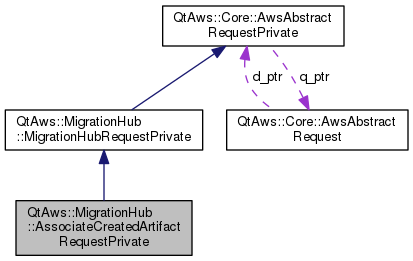 QtAws::Core::AwsAbstract
RequestPrivate
d_ptr
q_ptr
QtAws::MigrationHub
::MigrationHubRequestPrivate
QtAws::Core::AwsAbstract
Request
QtAws::MigrationHub
::AssociateCreatedArtifact
RequestPrivate